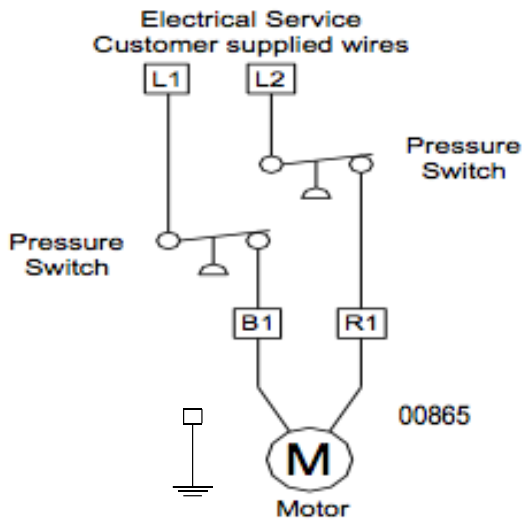 Electrical Service
Customer supplied wires
L1 L2
Pressure
Switch
Pressure
Switch
B1 R1
00865
M
Motor